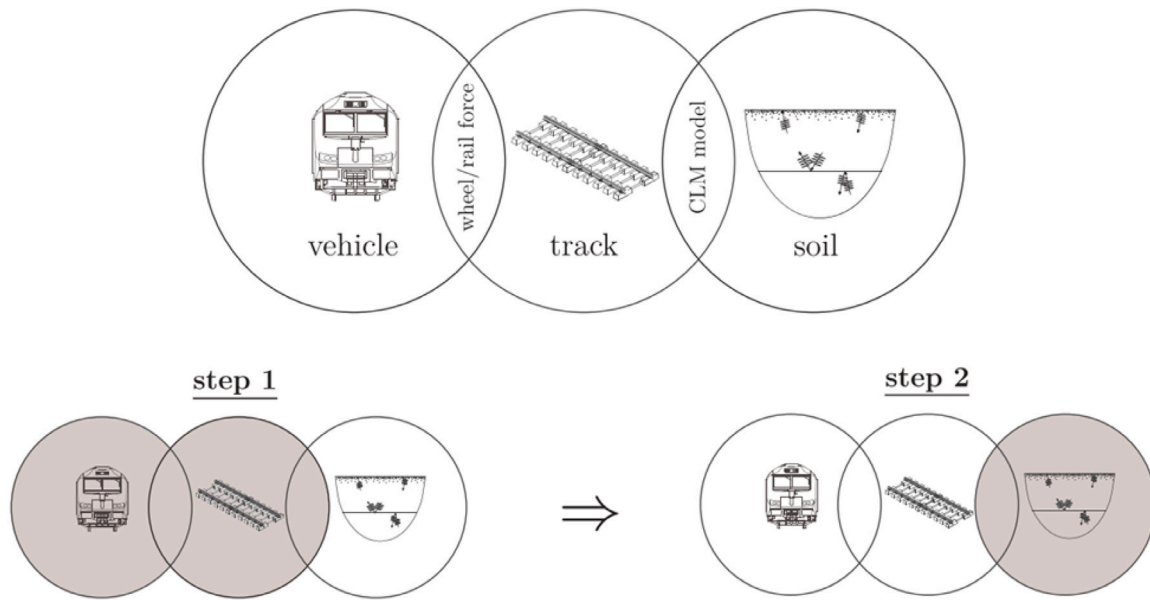 wheel/rail force
CLM model
vehicle
track
soil
step 1
step 2